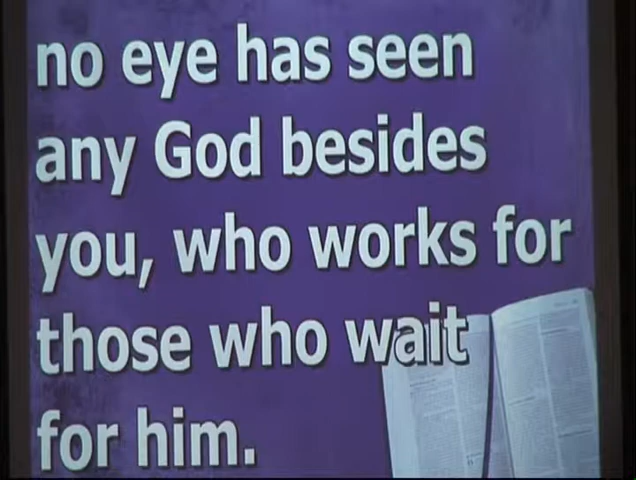 no eye has seen
any God besides
you, who works for
those who wait
for him.